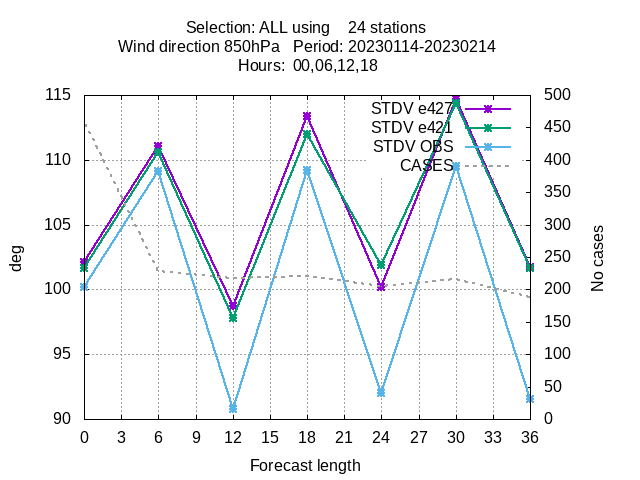 Selection: ALL using 24 stations
Wind direction 850hPa Period: 20230114-20230214
Hours: 00,06,12,18
115 500
STDV e427
450
STDV e421
STDV OBS
110 400
CASES
350
105 300
250
100 200
150
95 100
50
90 0
deg
No cases
0 3 6 9 12 15 18 21 24 27 30 33 36
Forecast length